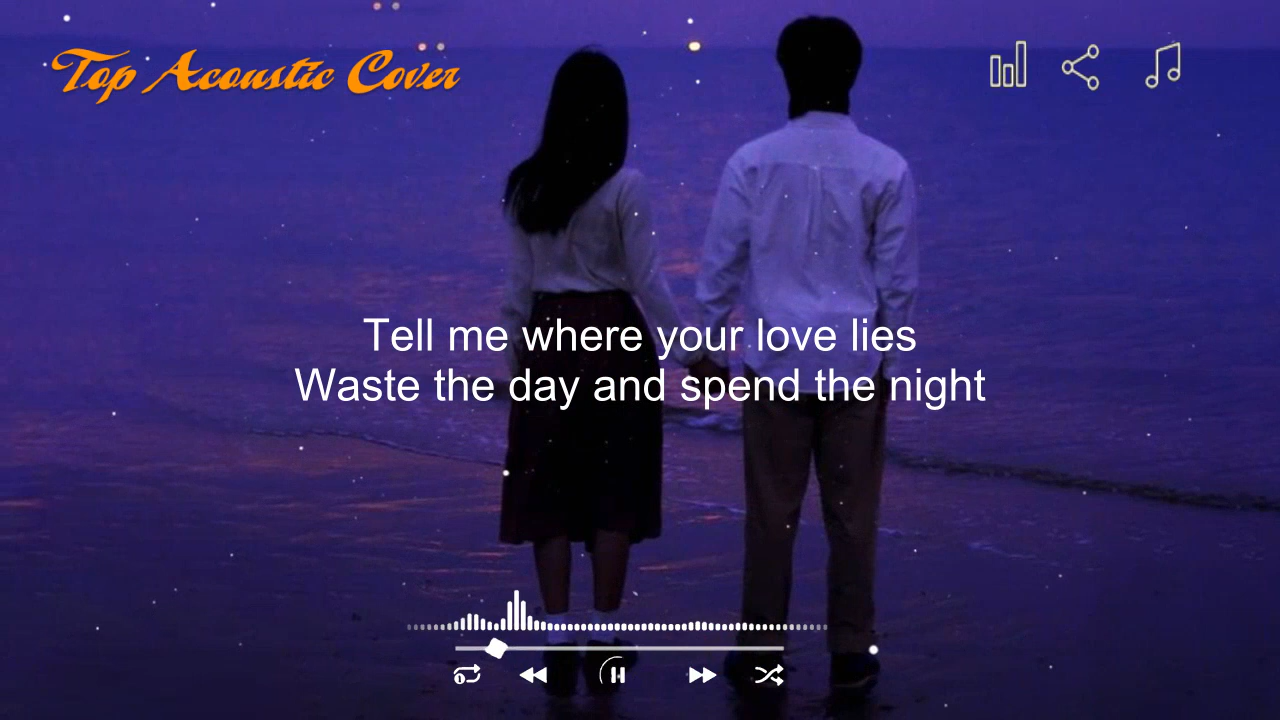 Top Acoustic Cover
Tell me where your love lies
Waste the day and spend the night